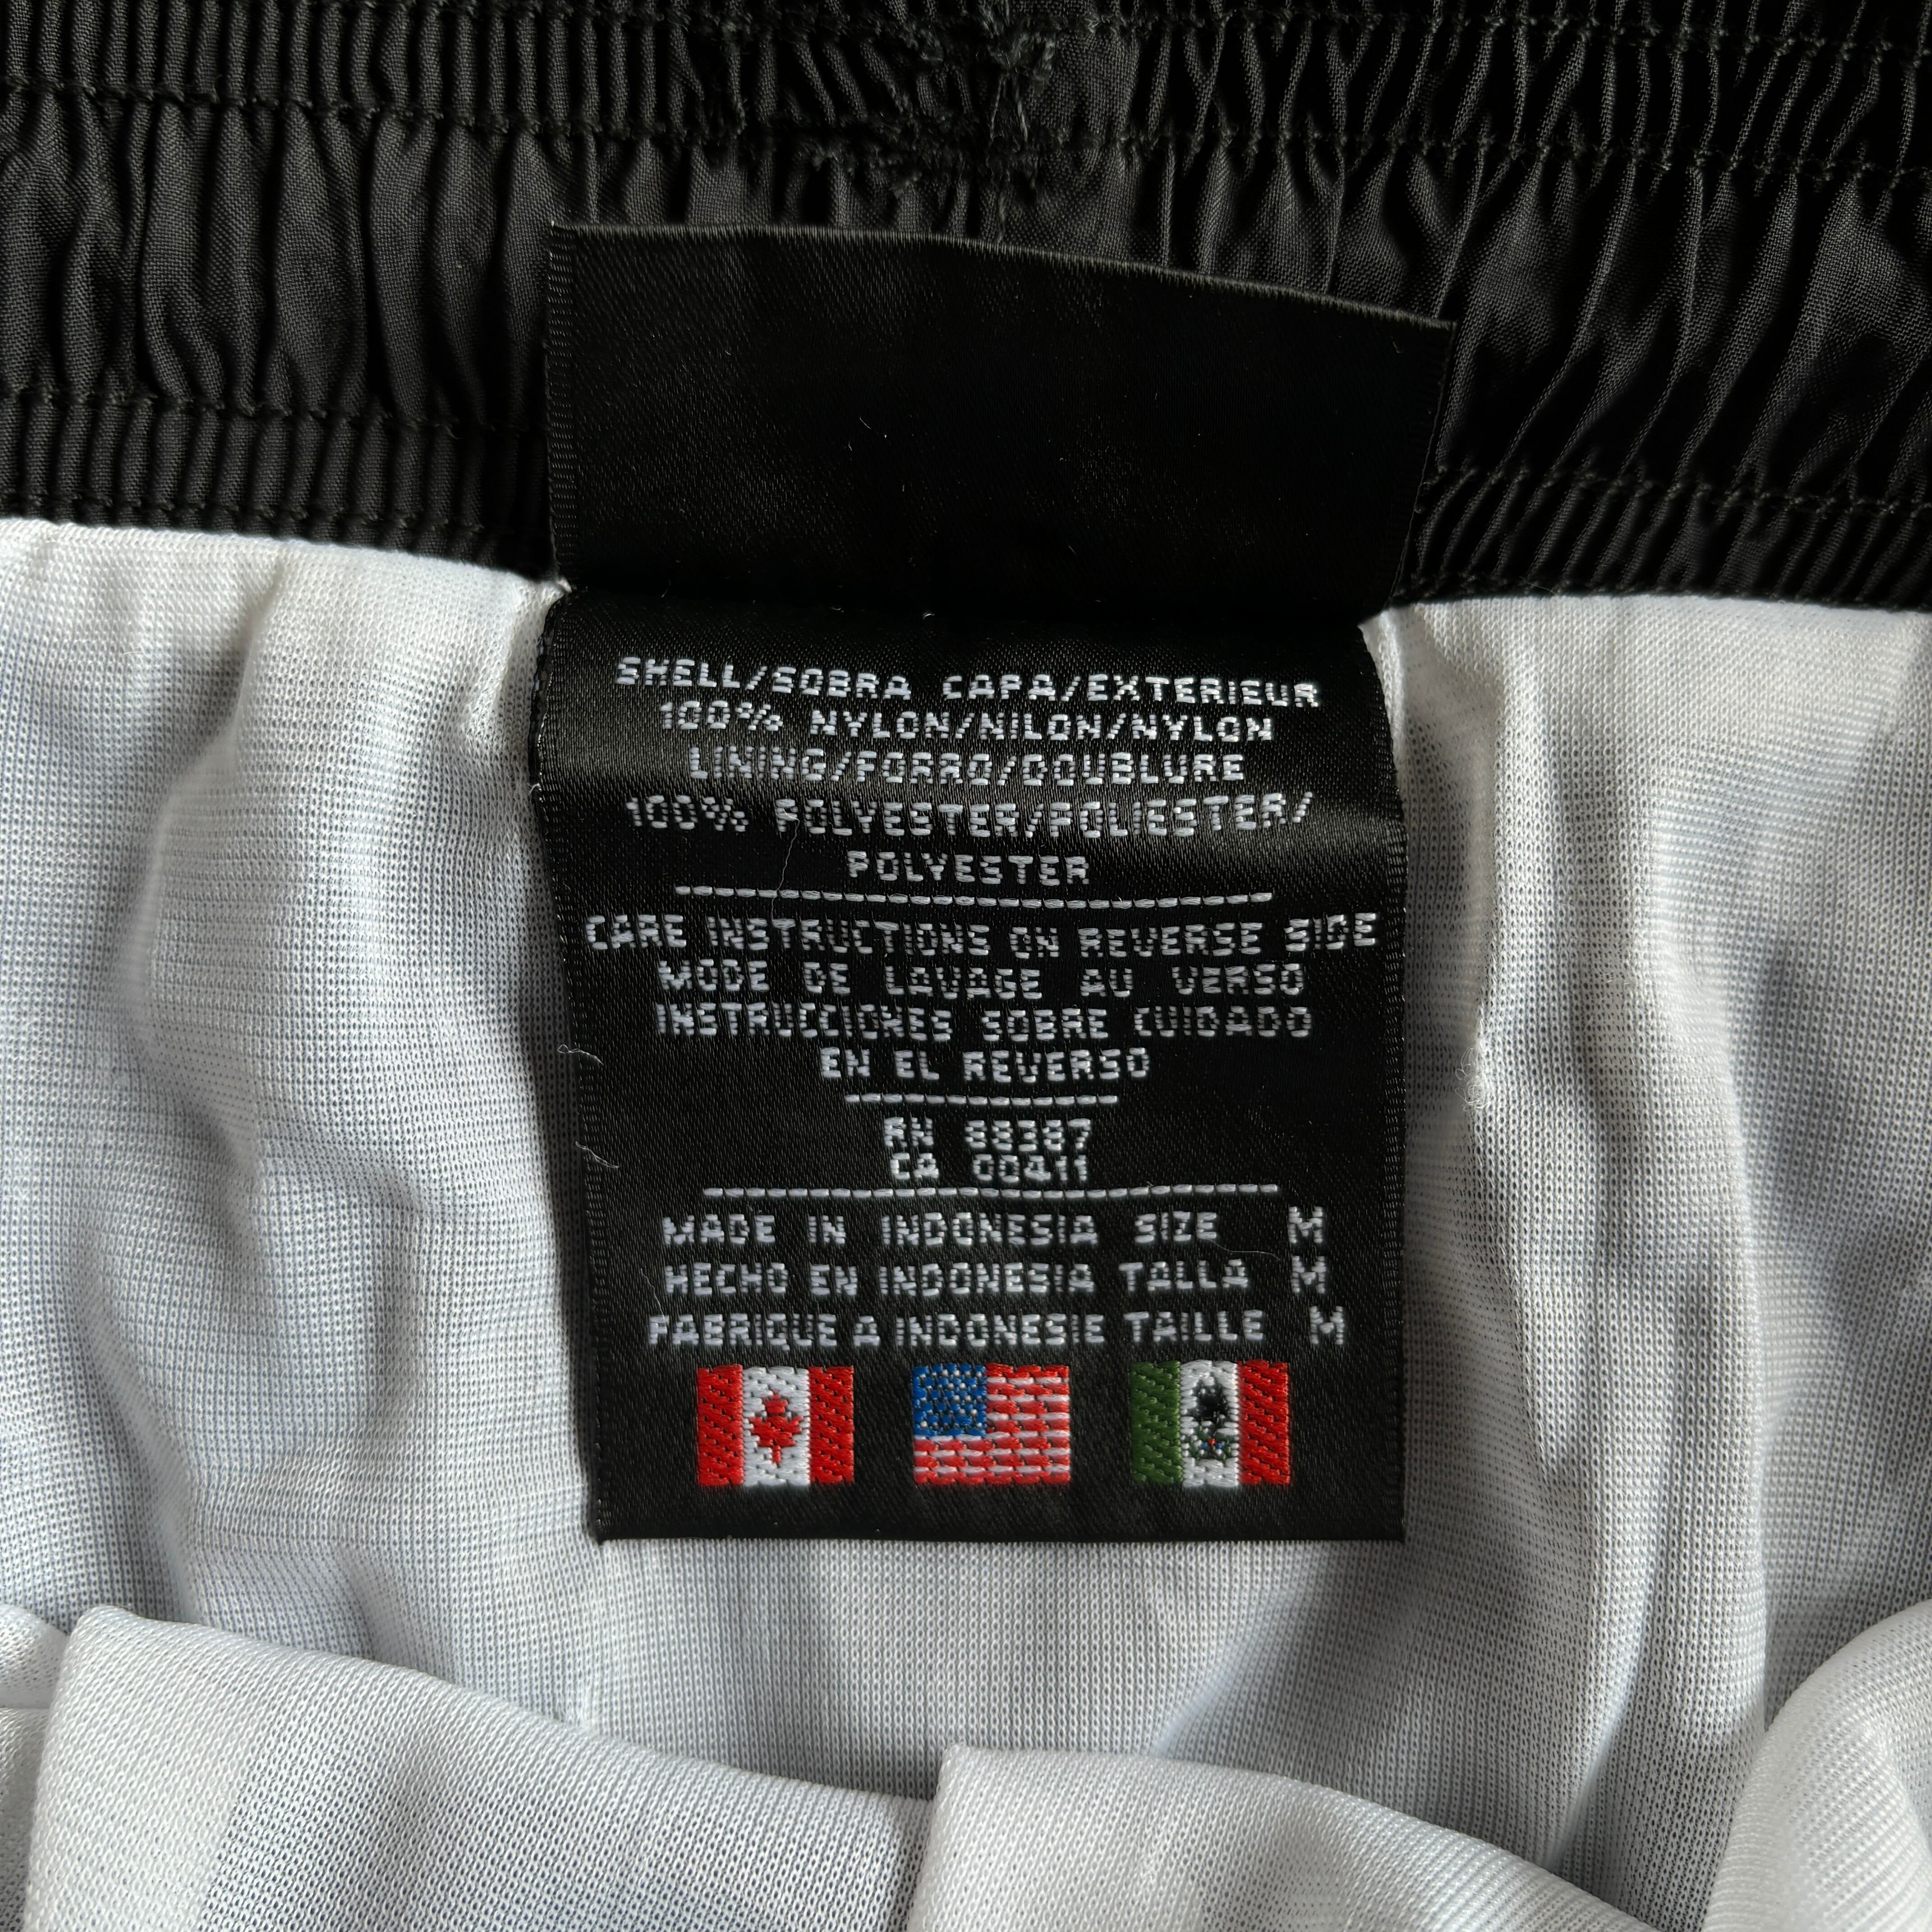 SHELL/SOBRA CAPA/EXTERIEUR
100% NYLON/NILON/NYLON
LINING/FORRO/DOUBLURE
100% POLYESTER/POLIESTER/
POLYESTER
CARE INSTRUCTIONS ON REVERSE SIDE
MODE DE LAVAGE AU VERSO
INSTRUCCIONES SOBRE CUIDADO
EN EL REVERSO
RN 88387
CA 00411
MADE IN INDONESIA SIZE M
HECHO EN INDONESIA TALLA M
FABRIQUE A INDONESIE TAILLE M